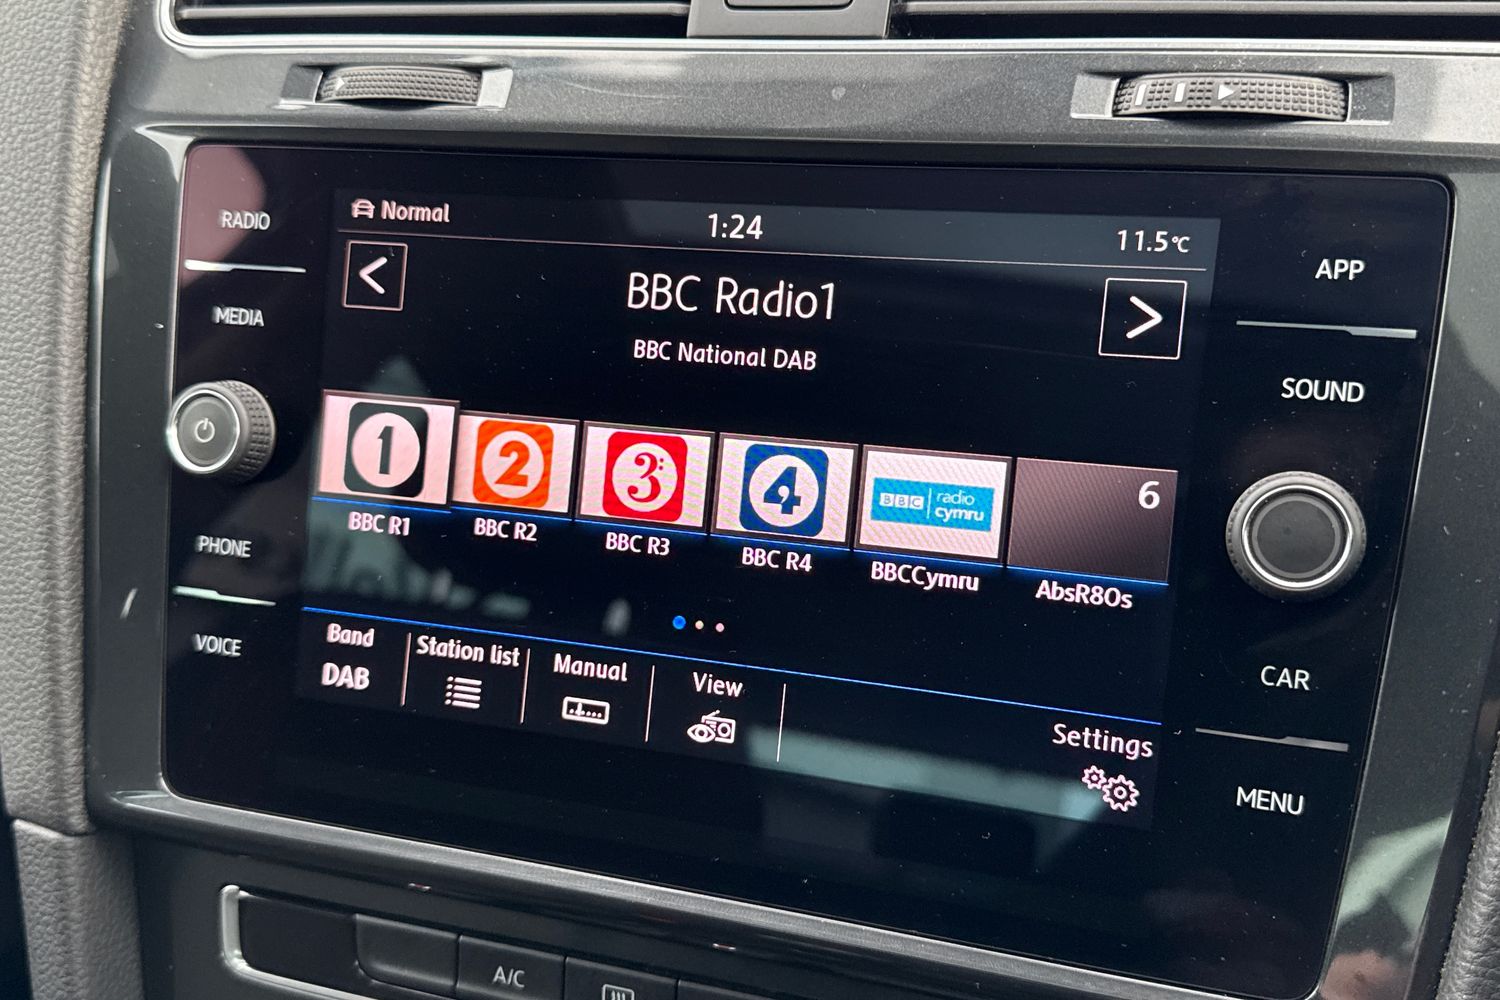 RADIO
MEDIA
PHONE
VOICE
Normal
1:24
11.5°C
<
BBC Radio1
>
BBC National DAB
1
2
3
4
BBC radio cymru
6
BBC R1
BBC R2
BBC R3
BBC R4
BBCCymru
AbsR80s
Band
DAB
Station list
Manual
View
Settings
APP
SOUND
CAR
MENU
A/C